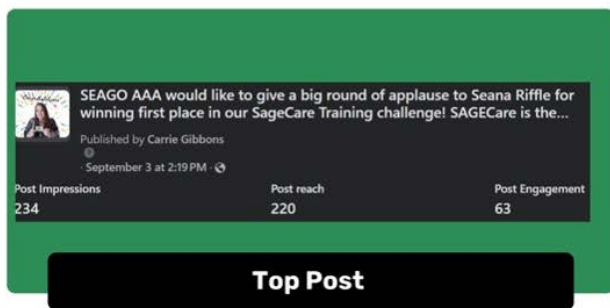 SEAGO AAA would like to give a big round of applause to Seana Riffle for
winning first place in our SageCare Training challenge! SAGECare is the...
Published by Carrie Gibbons
· September 3 at 2:19 PM ·
Post Impressions Post reach Post Engagement
234 220 63
Top Post